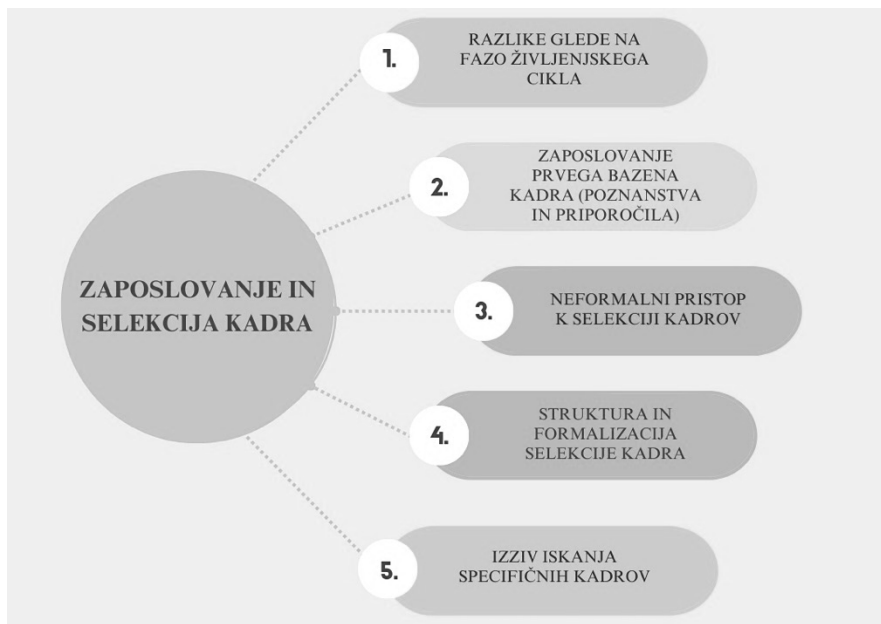 ZAPOSLOVANJE IN
SELEKCIJA KADRA
1.
RAZLIKE GLEDE NA
FAZO ŽIVLJENJSKEGA
CIKLA
2.
ZAPOSLOVANJE
PRVEGA BAZENA
KADRA (POZNANSTVA
IN PRIPOROČILA)
3.
NEFORMALNI PRISTOP
K SELEKCIJI KADROV
4.
STRUKTURA IN
FORMALIZACIJA
SELEKCIJE KADRA
5.
IZZIV ISKANJA
SPECIFIČNIH KADROV